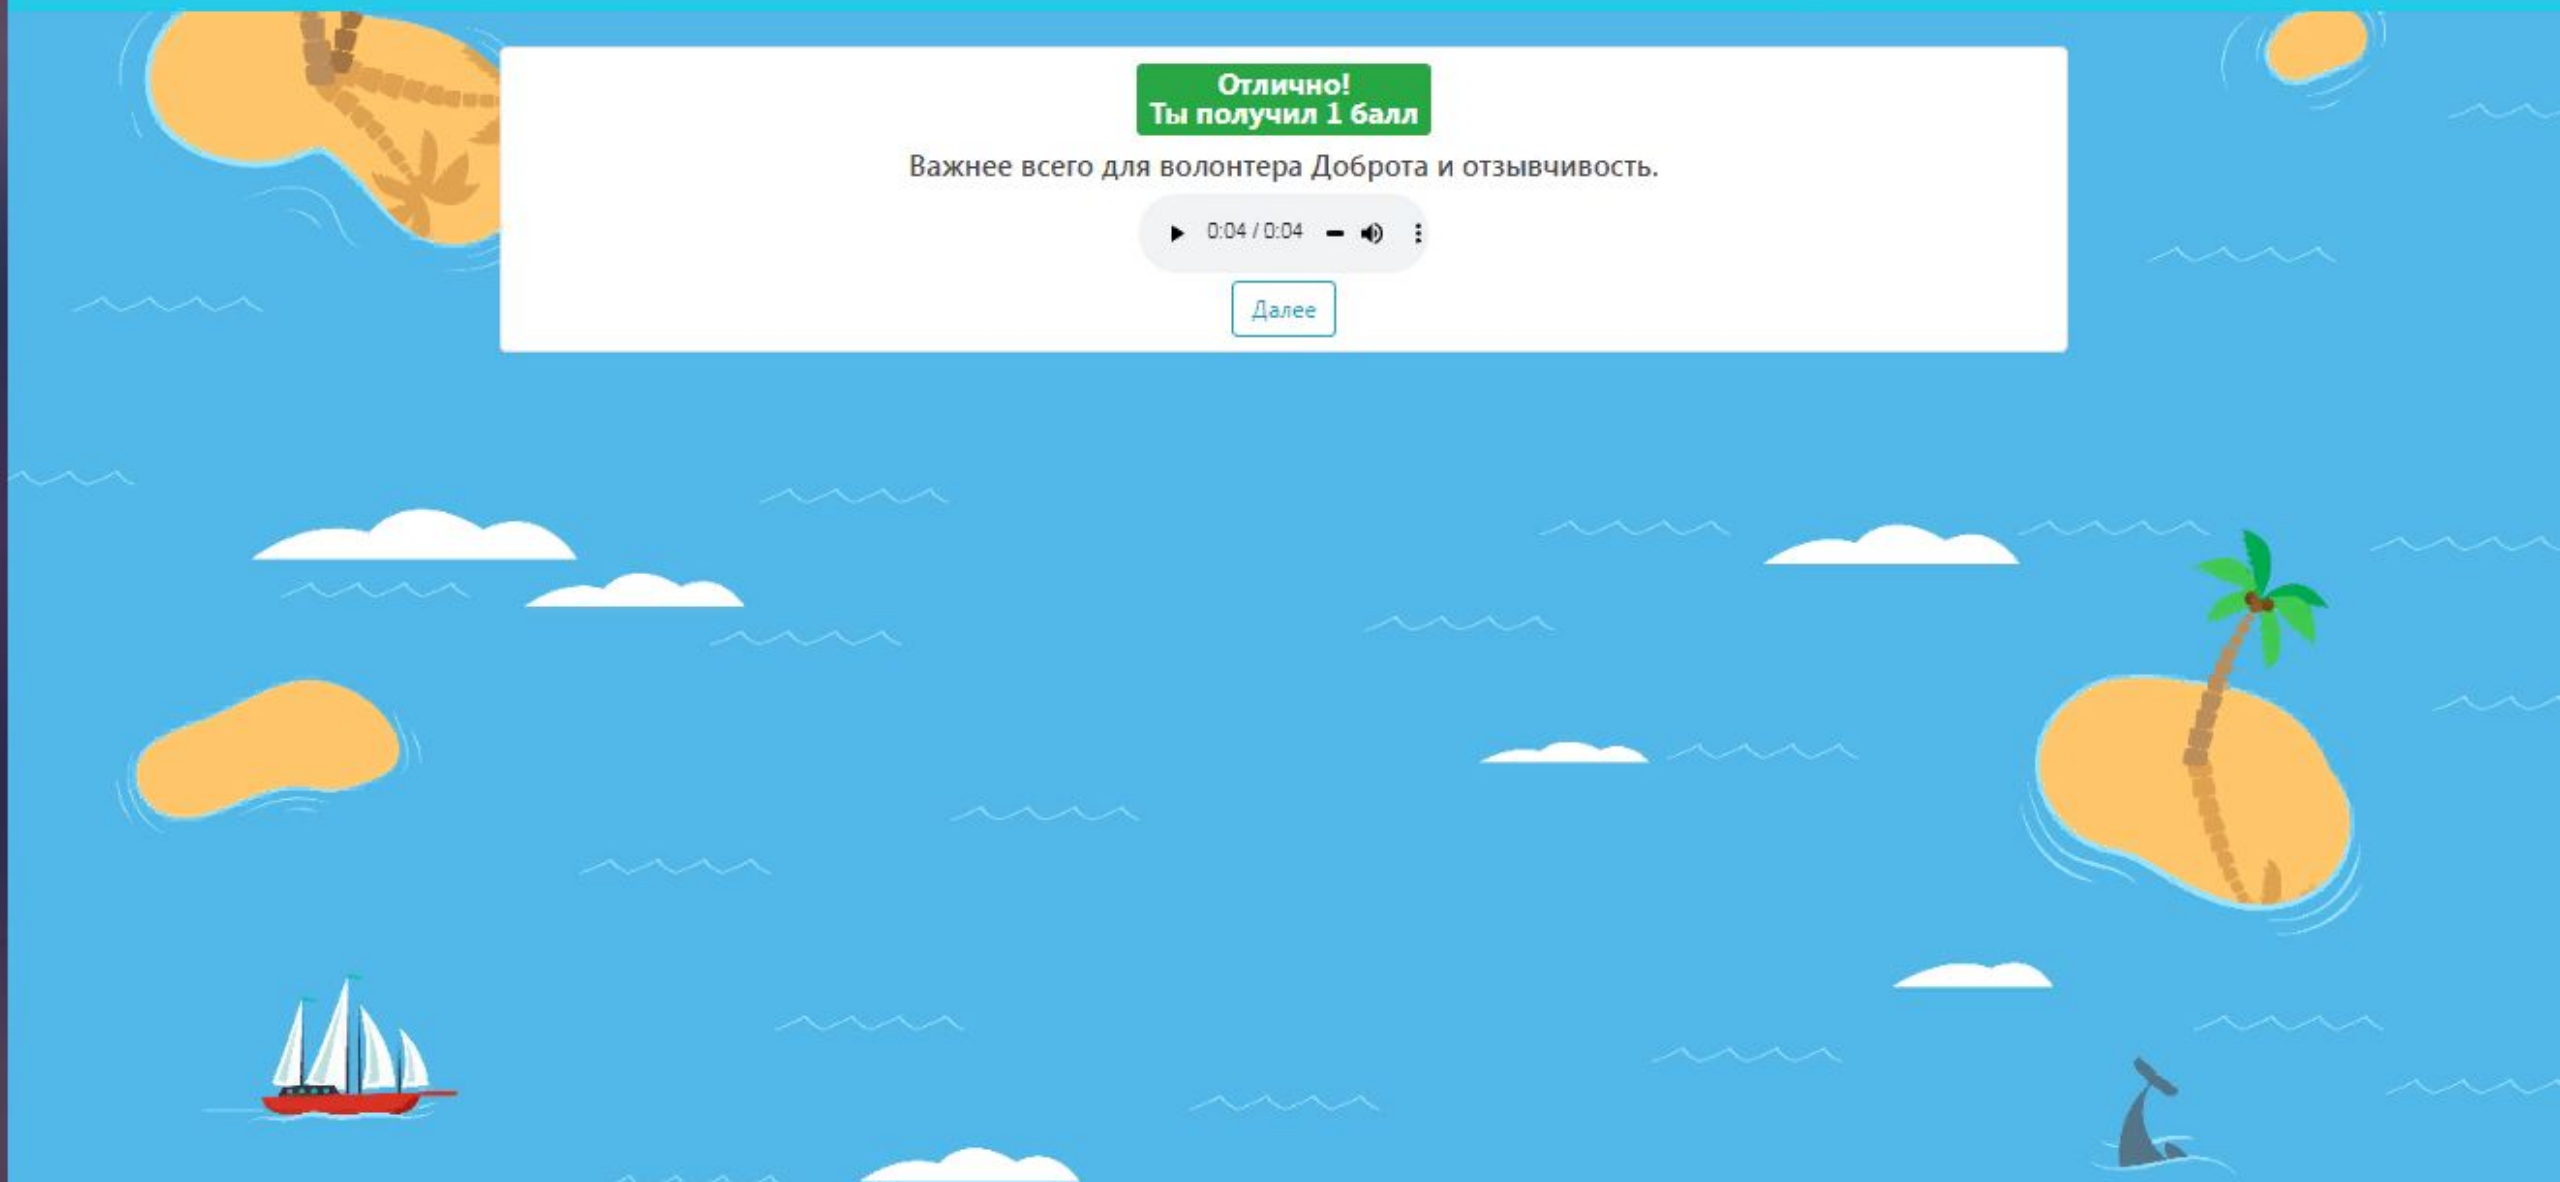 Отлично!
Ты получил 1 балл
Важнее всего для волонтера Доброта и отзывчивость.
0:04 / 0:04
Далее